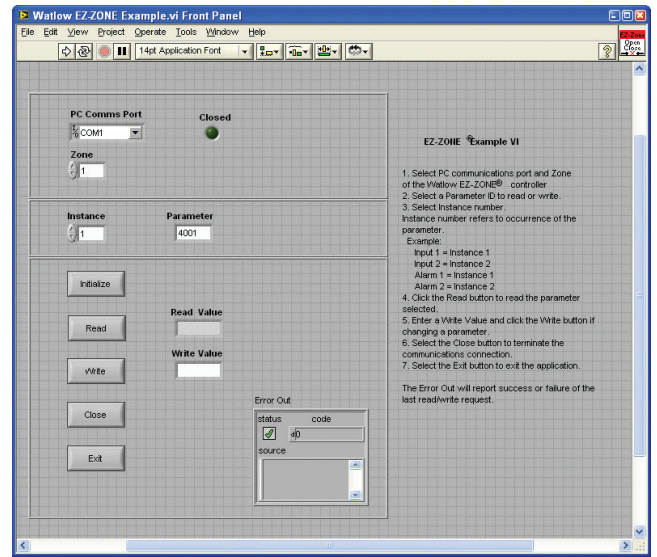 Watlow EZ-ZONE Example.vi Front Panel
File Edit View Project Operate Tools Window Help
14pt Application Font
EZ-Zone
Open
Close
PC Comms Port
Closed
COM1
Zone
1
Instance
Parameter
1
4001
Initialize
Read
Read Value
Write
Write Value
Close
Exit
Error Out
status
code
d0
source
EZ-ZONE ® Example VI
1. Select PC communications port and Zone
of the Watlow EZ-ZONE® controller
2. Select a Parameter ID to read or write.
3. Select Instance number.
Instance number refers to occurrence of the
parameter.
Example:
Input 1 = Instance 1
Input 2 = Instance 2
Alarm 1 = Instance 1
Alarm 2 = Instance 2
4. Click the Read button to read the parameter
selected.
5. Enter a Write Value and click the Write button if
changing a parameter.
6. Select the Close button to terminate the
communications connection.
7. Select the Exit button to exit the application.
The Error Out will report success or failure of the
last read/write request.